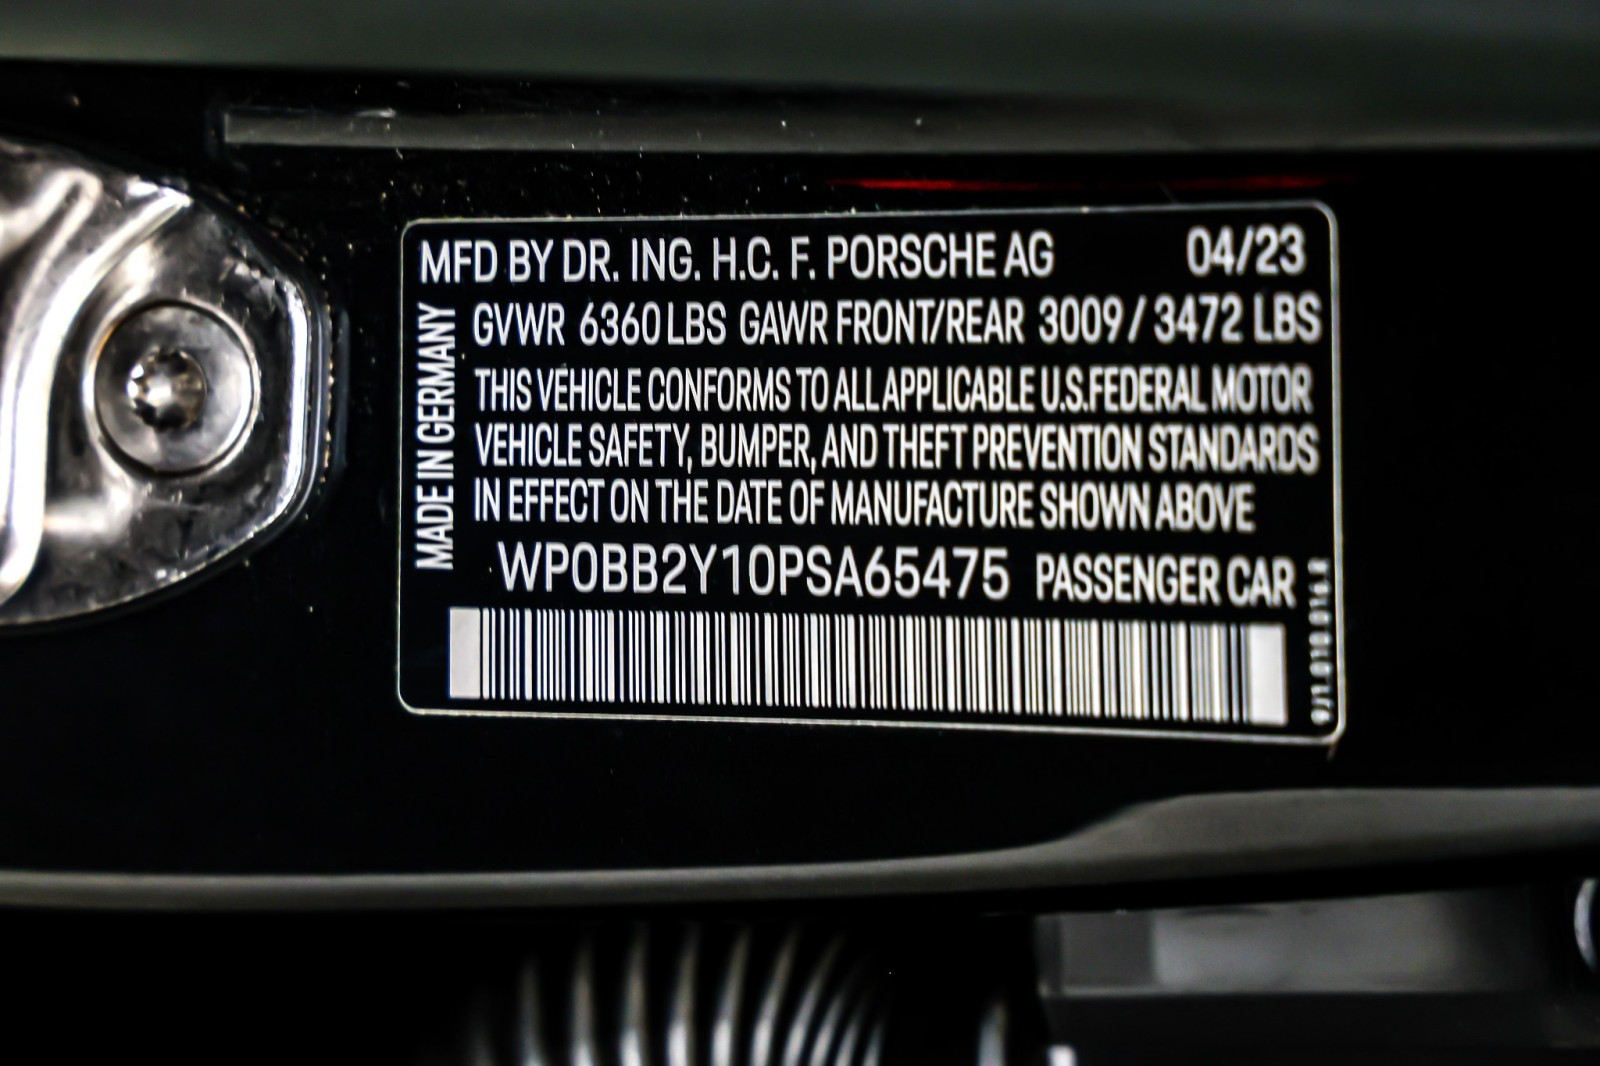 MFD BY DR. ING. H.C. F. PORSCHE AG 04/23
GVWR 6360 LBS GAWR FRONT/REAR 3009 / 3472 LBS
THIS VEHICLE CONFORMS TO ALL APPLICABLE U.S.FEDERAL MOTOR
VEHICLE SAFETY, BUMPER, AND THEFT PREVENTION STANDARDS
IN EFFECT ON THE DATE OF MANUFACTURE SHOWN ABOVE
WP0BB2Y10PSA65475 PASSENGER CAR
MADE IN GERMANY